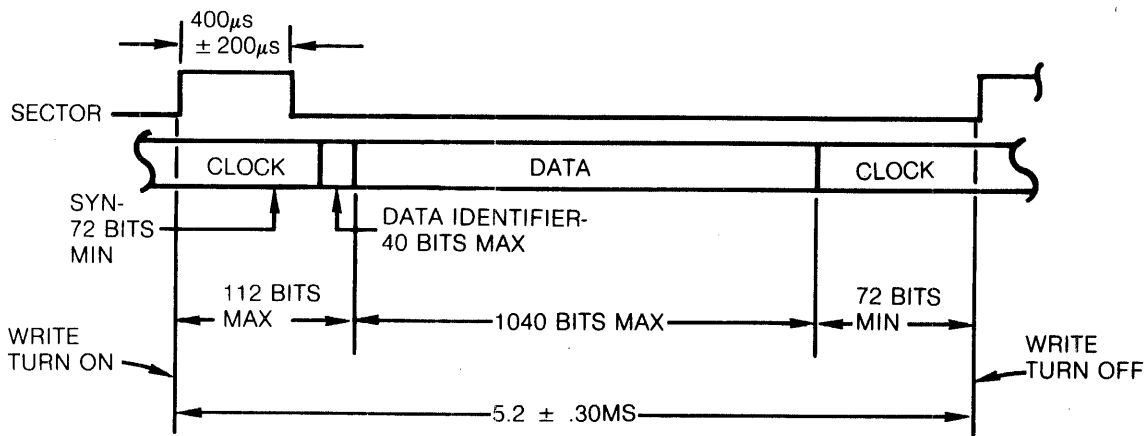 400µs
± 200µs
SECTOR
CLOCK
DATA
CLOCK
SYN-
72 BITS
MIN
DATA IDENTIFIER-
40 BITS MAX
112 BITS
MAX
1040 BITS MAX
72 BITS
MIN
WRITE
TURN ON
WRITE
TURN OFF
5.2 ± .30MS